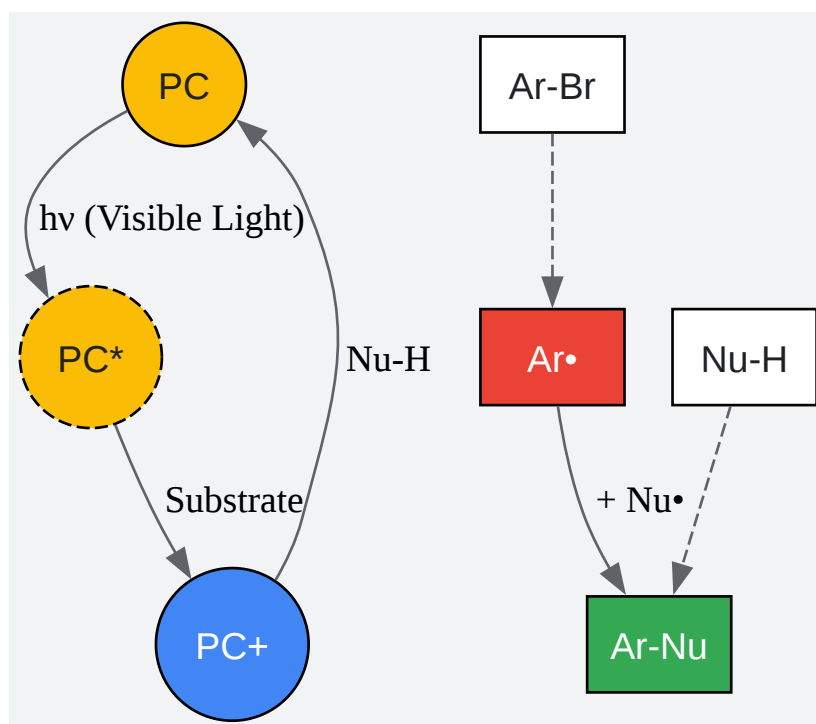 PC
Ar-Br
hν (Visible Light)
PC*
Nu-H
Ar•
Nu-H
Substrate
+ Nu•
PC+
Ar-Nu